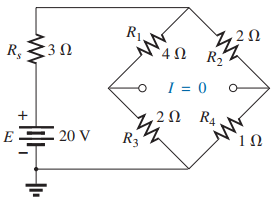 R₁ 4 Ω
R₂ 2 Ω
Rₛ 3 Ω
I = 0
R₃ 2 Ω
R₄ 1 Ω
+
E 20 V
−